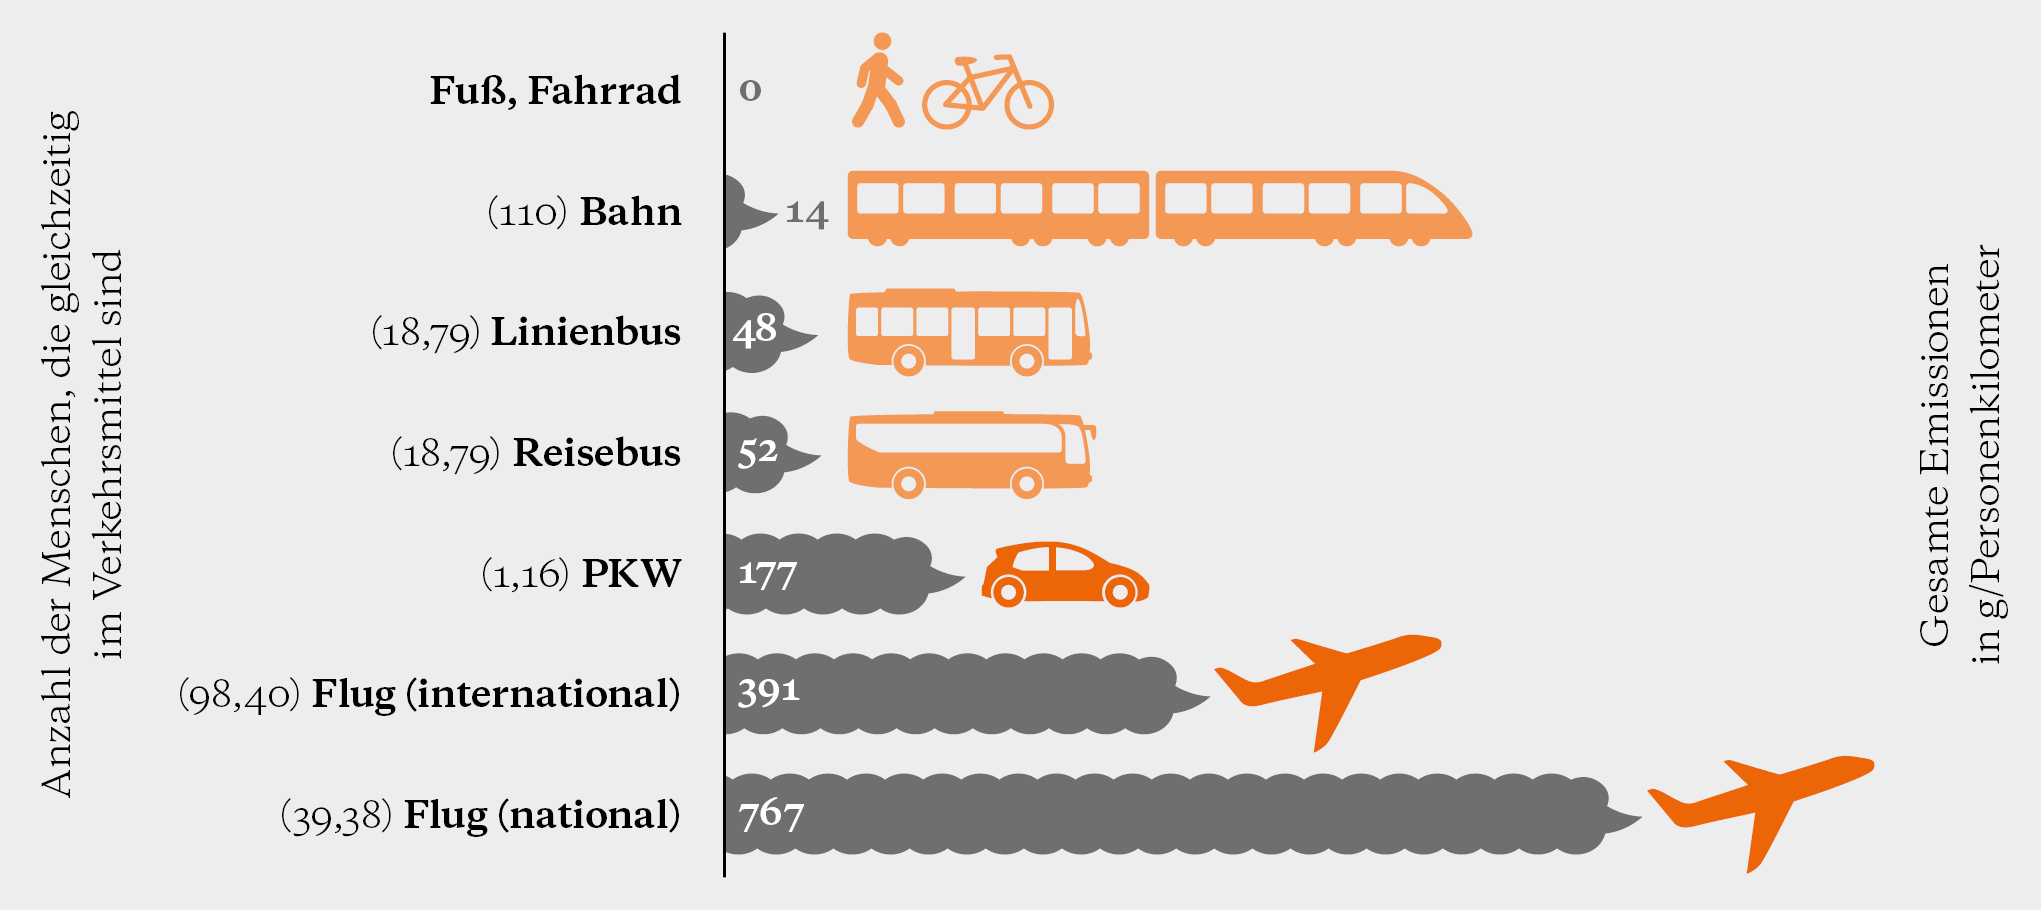 Anzahl der Menschen, die gleichzeitig
im Verkehrsmittel sind
Fuß, Fahrrad 0
(110) Bahn 14
(18,79) Linienbus 48
(18,79) Reisebus 52
(1,16) PKW 177
(98,40) Flug (international) 391
(39,38) Flug (national) 767
Gesamte Emissionen
in g/Personenkilometer